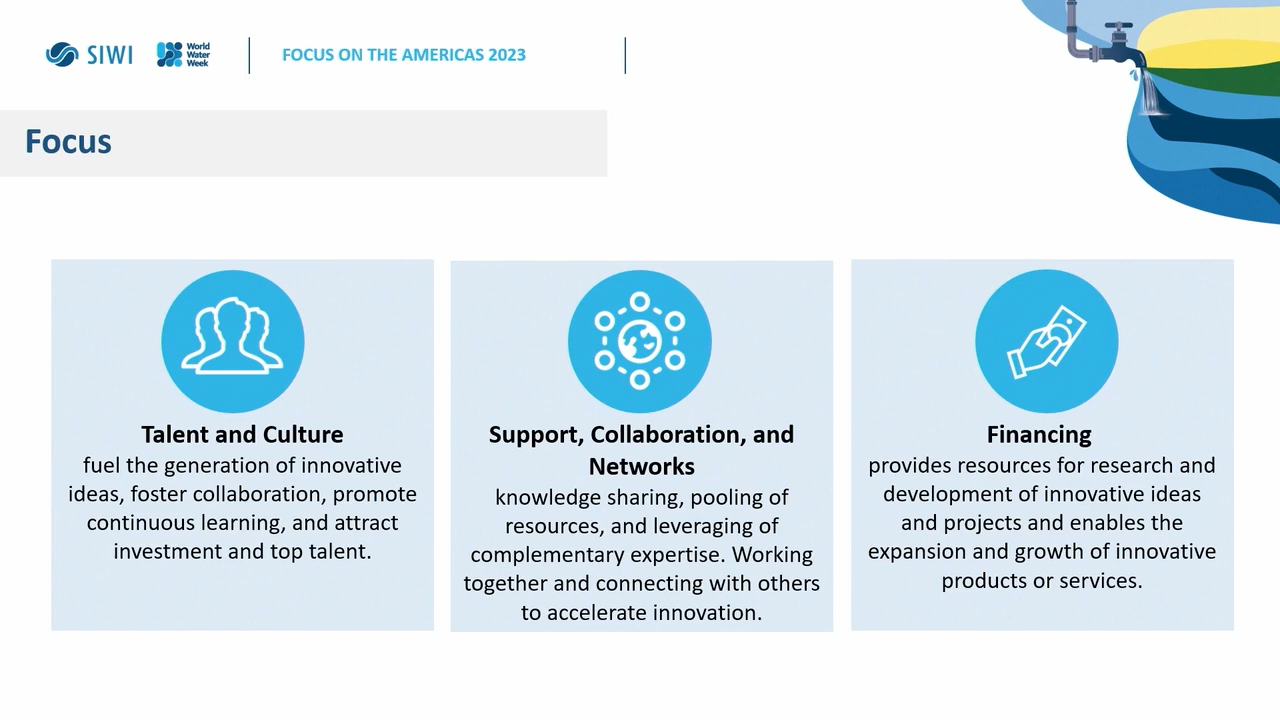 SIWI
World
Water
Week
FOCUS ON THE AMERICAS 2023
Focus
Talent and Culture
fuel the generation of innovative
ideas, foster collaboration, promote
continuous learning, and attract
investment and top talent.
Support, Collaboration, and
Networks
knowledge sharing, pooling of
resources, and leveraging of
complementary expertise. Working
together and connecting with others
to accelerate innovation.
Financing
provides resources for research and
development of innovative ideas
and projects and enables the
expansion and growth of innovative
products or services.